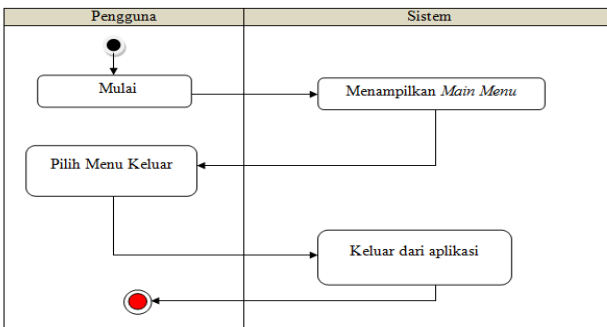 Pengguna
Sistem
Mulai
Menampilkan Main Menu
Pilih Menu Keluar
Keluar dari aplikasi